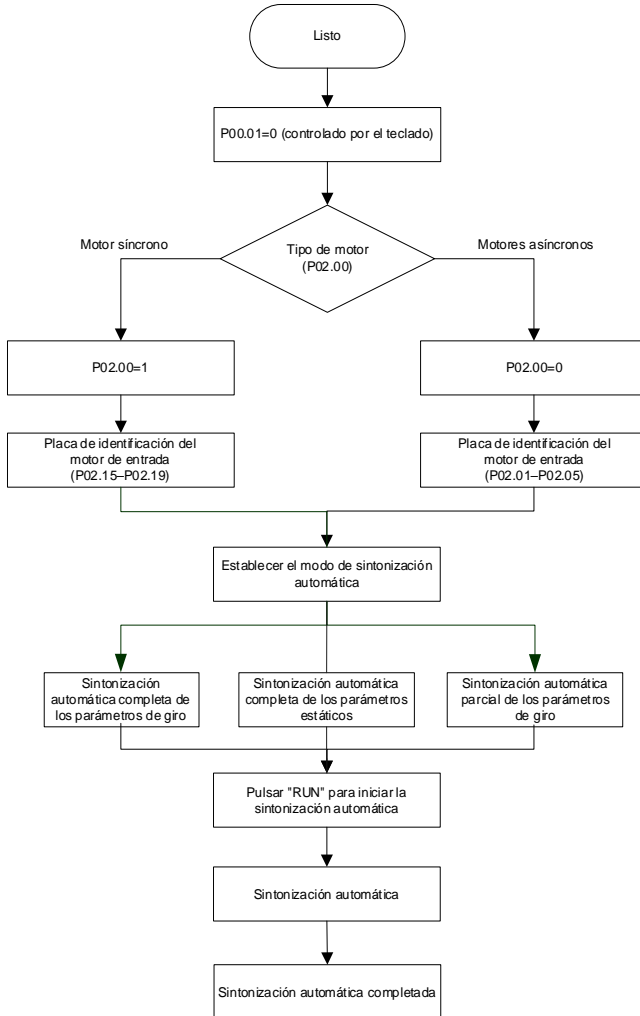 Listo
P00.01=0 (controlado por el teclado)
Motor síncrono
Tipo de motor
(P02.00)
Motores asíncronos
P02.00=1
P02.00=0
Placa de identificación del
motor de entrada
(P02.15–P02.19)
Placa de identificación del
motor de entrada
(P02.01–P02.05)
Establecer el modo de sintonización
automática
Sintonización
automática completa de
los parámetros de giro
Sintonización automática
completa de los parámetros
estáticos
Sintonización automática
parcial de los parámetros
de giro
Pulsar "RUN" para iniciar la
sintonización automática
Sintonización automática
Sintonización automática completada